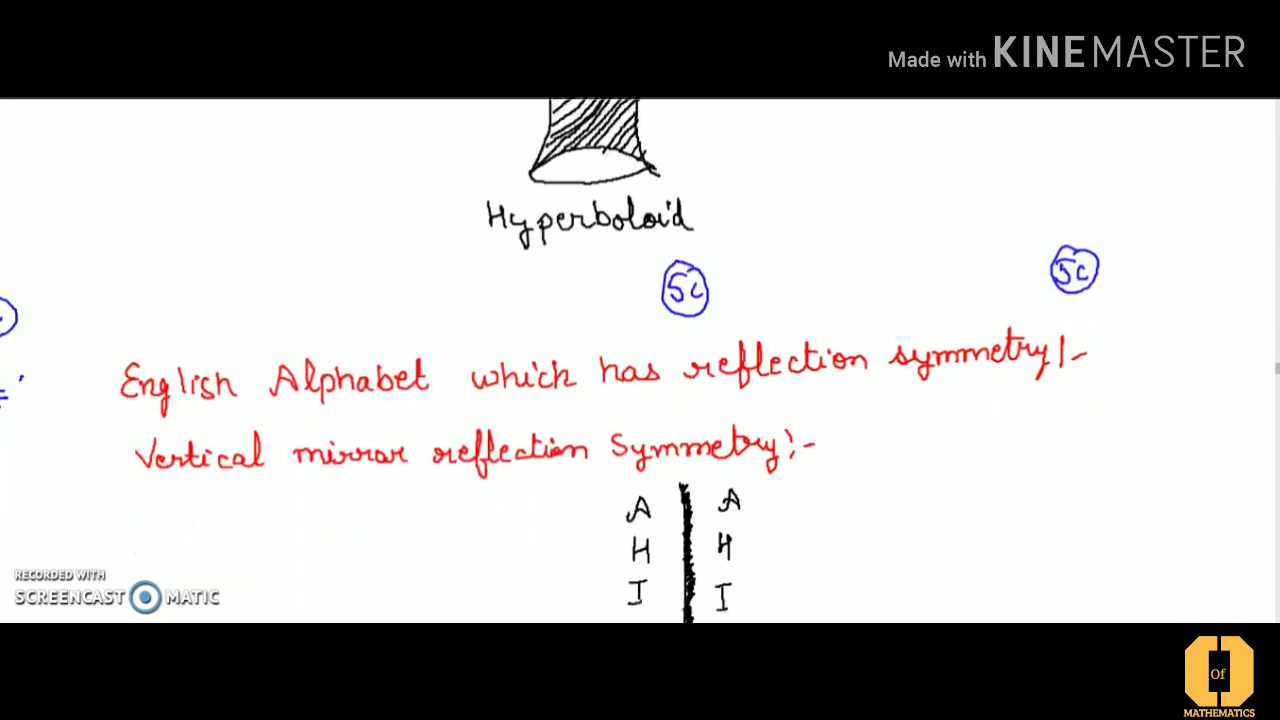 Made with KINEMASTER
Hyperboloid
5c
5c
English Alphabet which has reflection symmetry:-
Vertical mirror reflection Symmetry:-
A A
H H
I I
RECORDED WITH
SCREENCAST MATIC
Of
MATHEMATICS